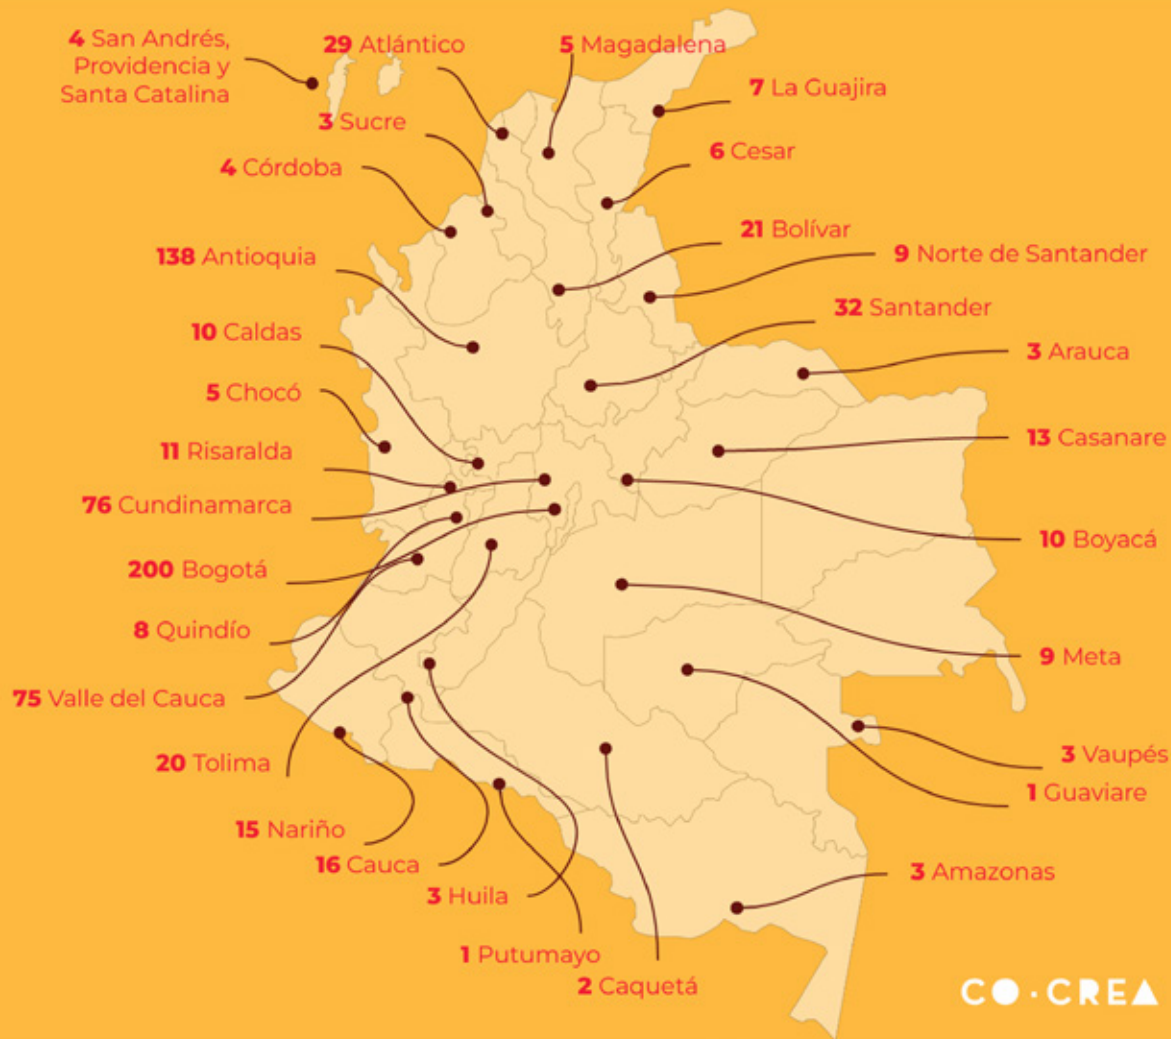 4 San Andrés,
Providencia y
Santa Catalina
29 Atlántico
5 Magadalena
7 La Guajira
3 Sucre
6 Cesar
4 Córdoba
21 Bolívar
138 Antioquia
9 Norte de Santander
32 Santander
10 Caldas
3 Arauca
5 Chocó
13 Casanare
11 Risaralda
76 Cundinamarca
10 Boyacá
200 Bogotá
8 Quindío
9 Meta
75 Valle del Cauca
3 Vaupés
20 Tolima
1 Guaviare
15 Nariño
16 Cauca
3 Amazonas
3 Huila
1 Putumayo
2 Caquetá
CO·CREA